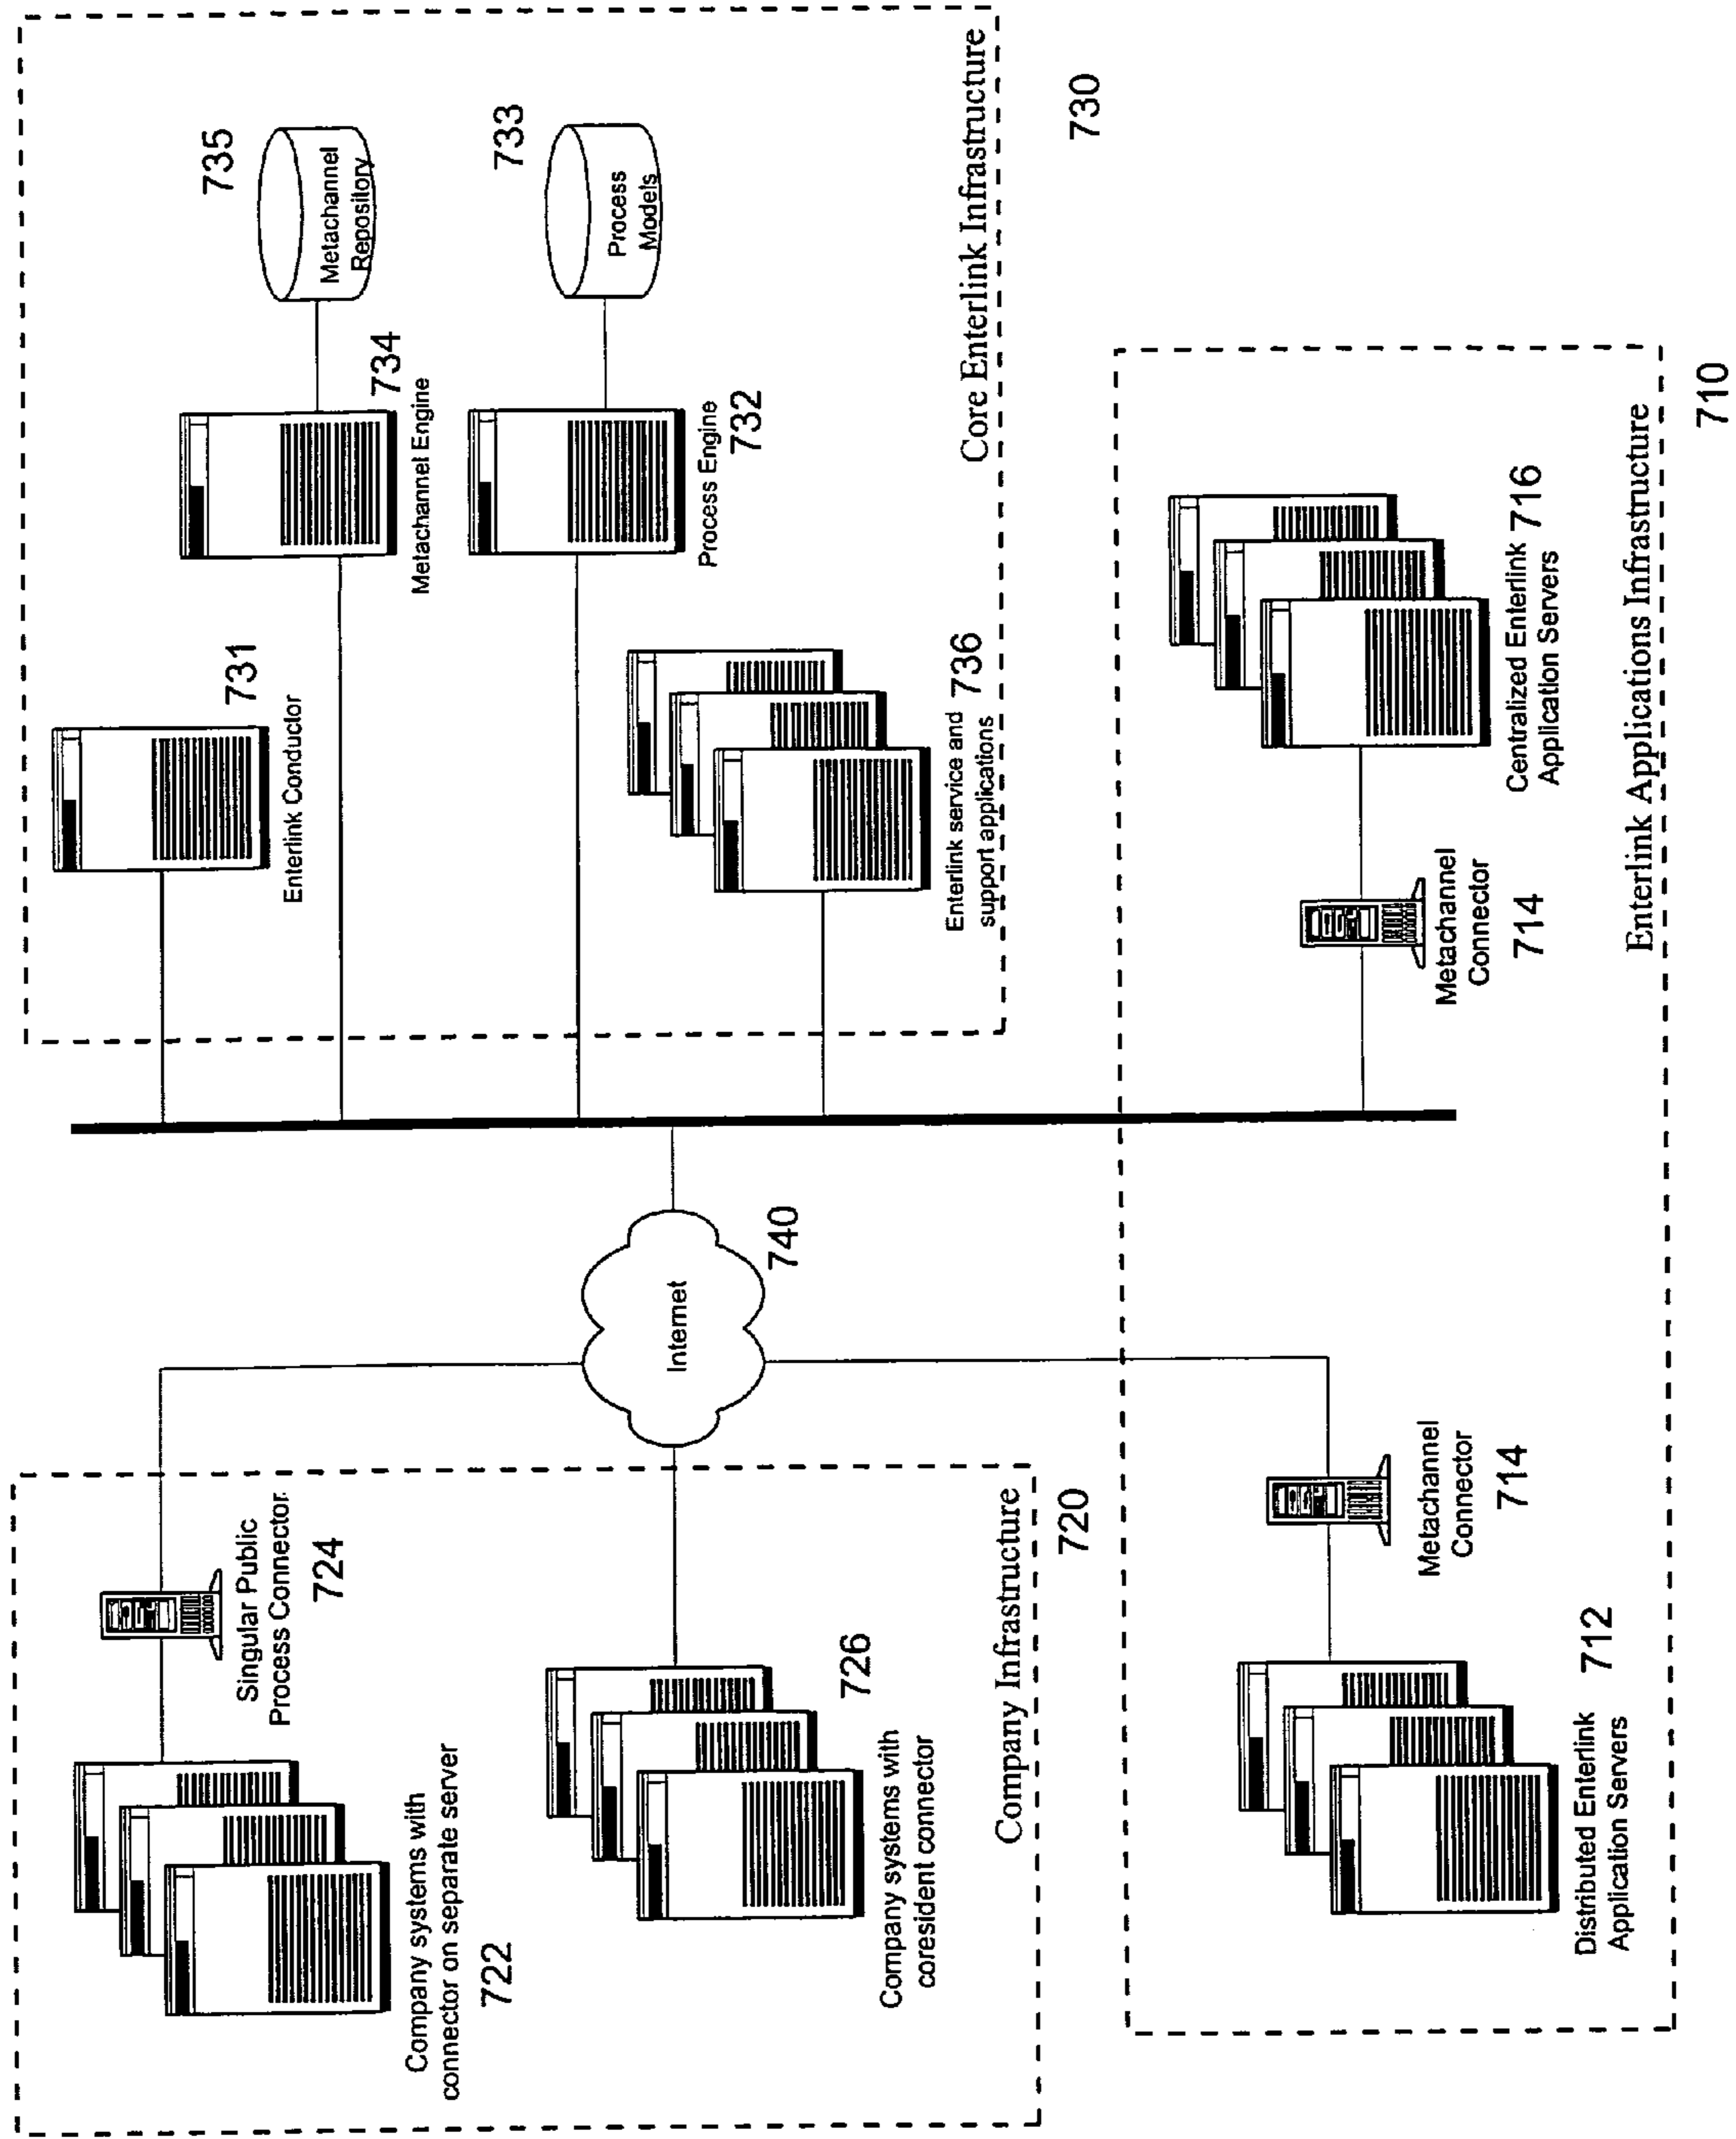 Company systems with
connector on separate server
722
Singular Public
Process Connector
724
Company systems with
coresident connector
726
Company Infrastructure
720
Internet
740
Enterlink Conductor
731
Metachannel Engine
734
Metachannel
Repository
735
Process Engine
732
Process
Models
733
Enterlink service and
support applications
736
Core Enterlink Infrastructure
730
Distributed Enterlink
Application Servers
712
Metachannel
Connector
714
Metachannel
Connector
714
Centralized Enterlink
Application Servers
716
Enterlink Applications Infrastructure
710